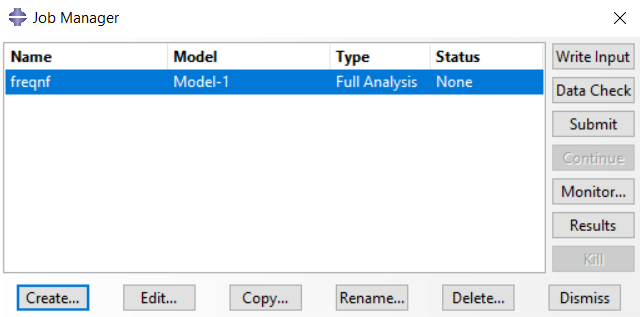 Job Manager
Name Model Type Status Write Input
freqnf Model-1 Full Analysis None Data Check
Submit
Continue
Monitor...
Results
Kill
Create... Edit... Copy... Rename... Delete... Dismiss